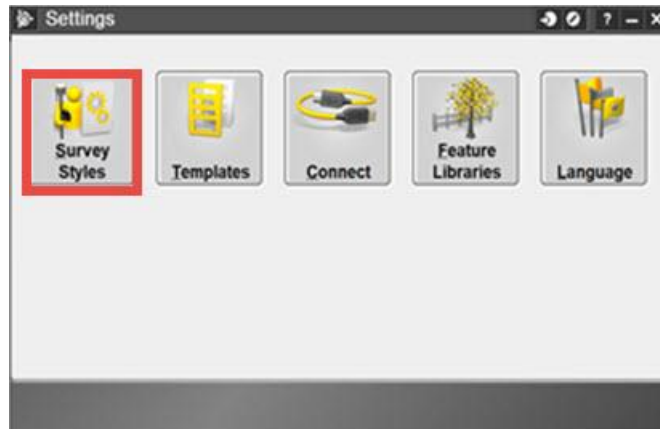 Settings
Survey
Styles
Templates
Connect
Feature
Libraries
Language